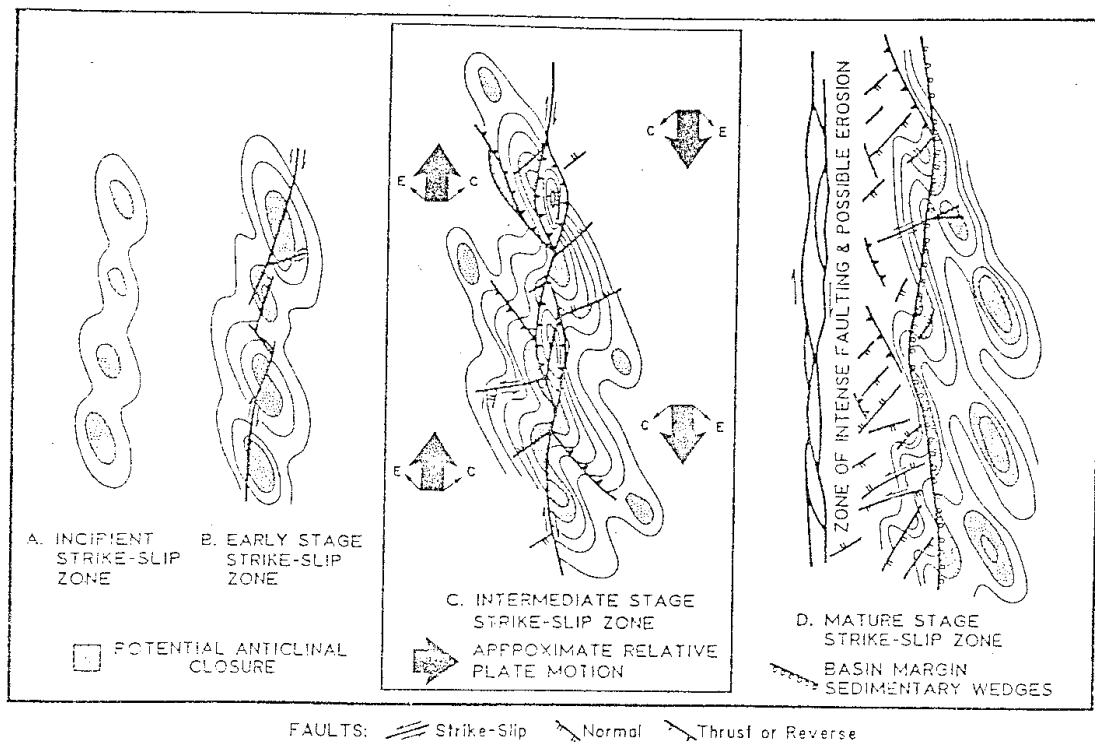 C
E
E
C
C
E
E
C
ZONE OF INTENSE FAULTING & POSSIBLE EROSION
A. INCIPIENT
STRIKE-SLIP
ZONE
B. EARLY STAGE
STRIKE-SLIP
ZONE
C. INTERMEDIATE STAGE
STRIKE-SLIP ZONE
D. MATURE STAGE
STRIKE-SLIP ZONE
POTENTIAL ANTICLINAL
CLOSURE
APPROXIMATE RELATIVE
PLATE MOTION
BASIN MARGIN
SEDIMENTARY WEDGES
FAULTS: Strike-Slip Normal Thrust or Reverse